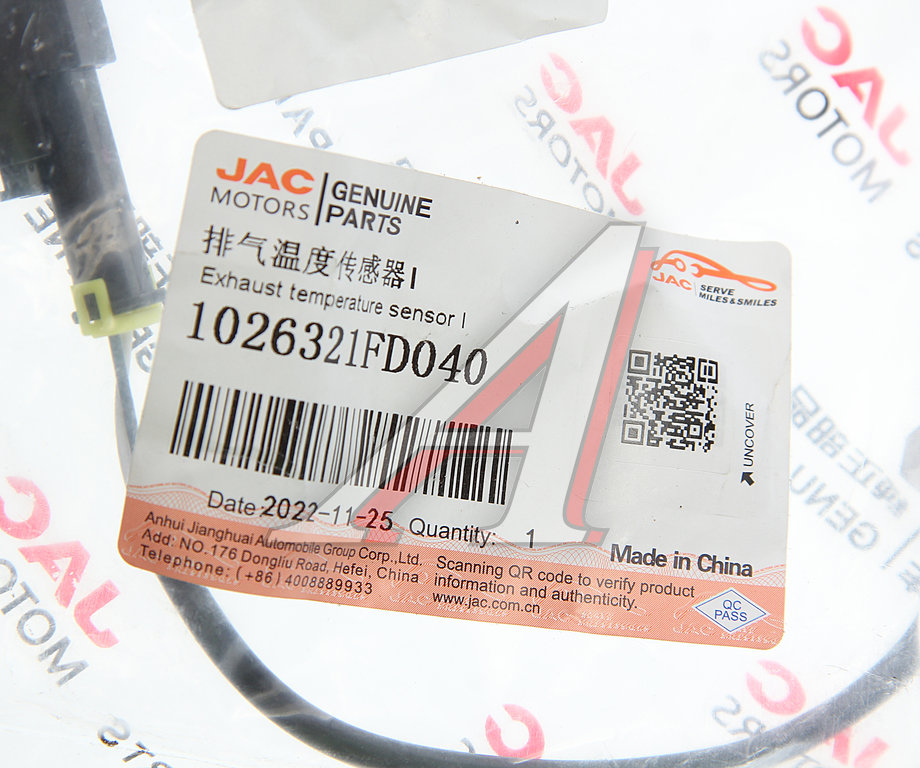 JAC
MOTORS
GENUINE
PARTS
排气温度传感器I
Exhaust temperature sensor I
1026321FD040
JAC
SERVE
MILES&SMILES
UNCOVER
Date:2022-11-25 Quantity: 1
Made in China
Anhui Jianghuai Automobile Group Corp.,Ltd.
Add: NO.176 Dongliu Road, Hefei, China
Telephone: (+86) 4008889933
Scanning QR code to verify product
information and authenticity.
www.jac.com.cn
QC
PASS
JAC
MOTORS
JAC
MOTORS
JAC
MOTORS